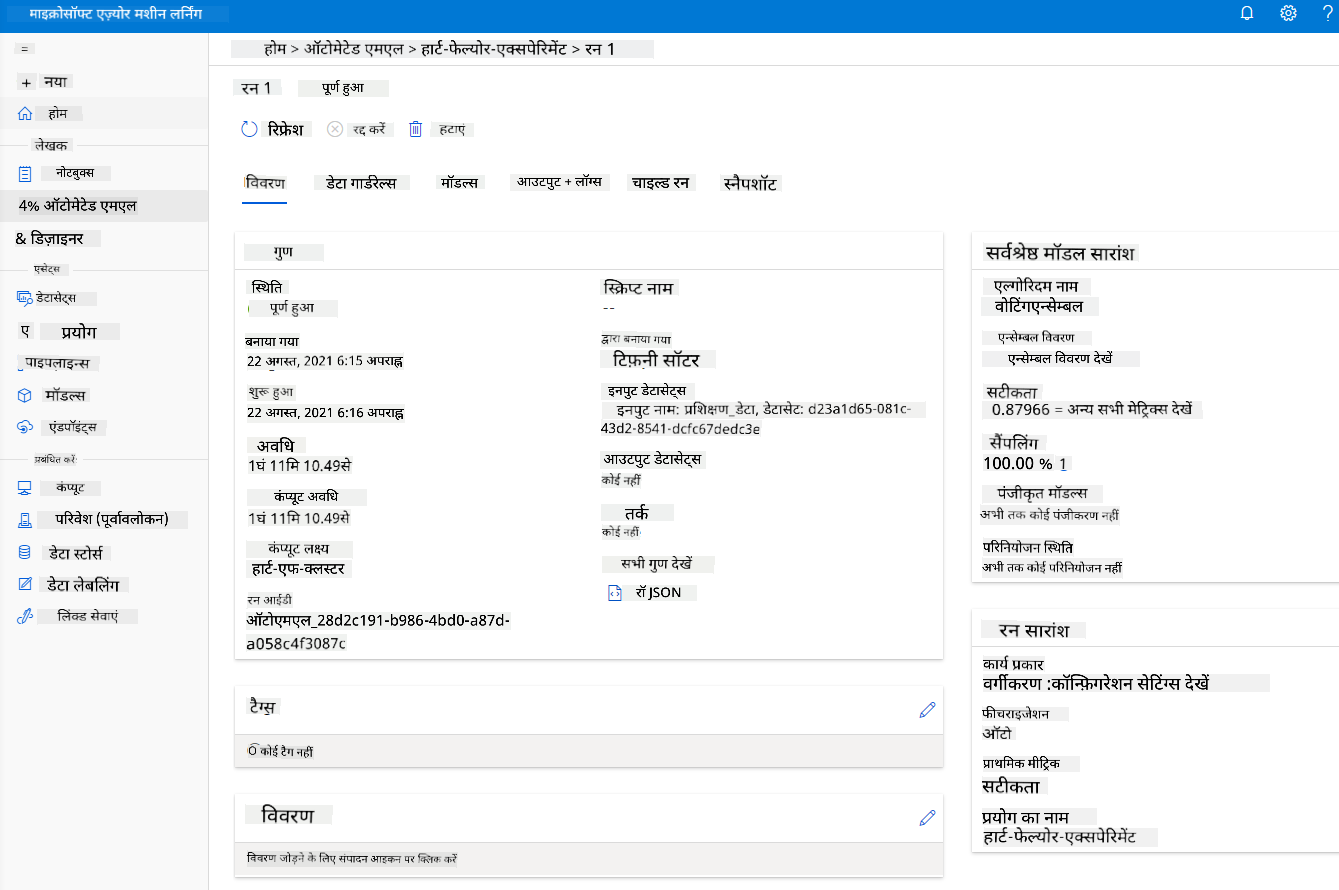 माइक्रोसॉफ्ट एज़्योर मशीन लर्निंग
?
होम > ऑटोमेटेड एमएल > हार्ट-फेल्योर-एक्सपेरिमेंट > रन 1
=
+ नया
होम
लेखक
नोटबुक्स
4% ऑटोमेटेड एमएल
& डिज़ाइनर
एसेट्स
डेटासेट्स
ए प्रयोग
पाइपलाइन्स
मॉडल्स
एंडपॉइंट्स
प्रबंधित करें
कंप्यूट
परिवेश (पूर्वावलोकन)
डेटा स्टोर्स
डेटा लेबलिंग
लिंक्ड सेवाएं
रन 1 पूर्ण हुआ
रिफ्रेश रद्द करें हटाएं
विवरण डेटा गार्डरेल्स मॉडल्स आउटपुट + लॉग्स चाइल्ड रन स्नैपशॉट
गुण
स्थिति
पूर्ण हुआ
बनाया गया
22 अगस्त, 2021 6:15 अपराह्न
शुरू हुआ
22 अगस्त, 2021 6:16 अपराह्न
अवधि
1घं 11मि 10.49से
कंप्यूट अवधि
1घं 11मि 10.49से
कंप्यूट लक्ष्य
हार्ट-एफ-क्लस्टर
रन आईडी
ऑटोएमएल_28d2c191-b986-4bd0-a87d-
a058c4f3087c
स्क्रिप्ट नाम
--
द्वारा बनाया गया
टिफ़नी सॉटर
इनपुट डेटासेट्स
इनपुट नाम: प्रशिक्षण_डेटा, डेटासेट: d23a1d65-081c-
43d2-8541-dcfc67dedc3e
आउटपुट डेटासेट्स
कोई नहीं
तर्क
कोई नहीं
सभी गुण देखें
रॉ JSON
टैग्स
कोई टैग नहीं
विवरण
विवरण जोड़ने के लिए संपादन आइकन पर क्लिक करें
सर्वश्रेष्ठ मॉडल सारांश
एल्गोरिदम नाम
वोटिंगएन्सेम्बल
एन्सेम्बल विवरण
एन्सेम्बल विवरण देखें
सटीकता
0.87966 = अन्य सभी मेट्रिक्स देखें
सैंपलिंग
100.00 % 1
पंजीकृत मॉडल्स
अभी तक कोई पंजीकरण नहीं
परिनियोजन स्थिति
अभी तक कोई परिनियोजन नहीं
रन सारांश
कार्य प्रकार
वर्गीकरण :कॉन्फ़िगरेशन सेटिंग्स देखें
फीचराइजेशन
ऑटो
प्राथमिक मीट्रिक
सटीकता
प्रयोग का नाम
हार्ट-फेल्योर-एक्सपेरिमेंट